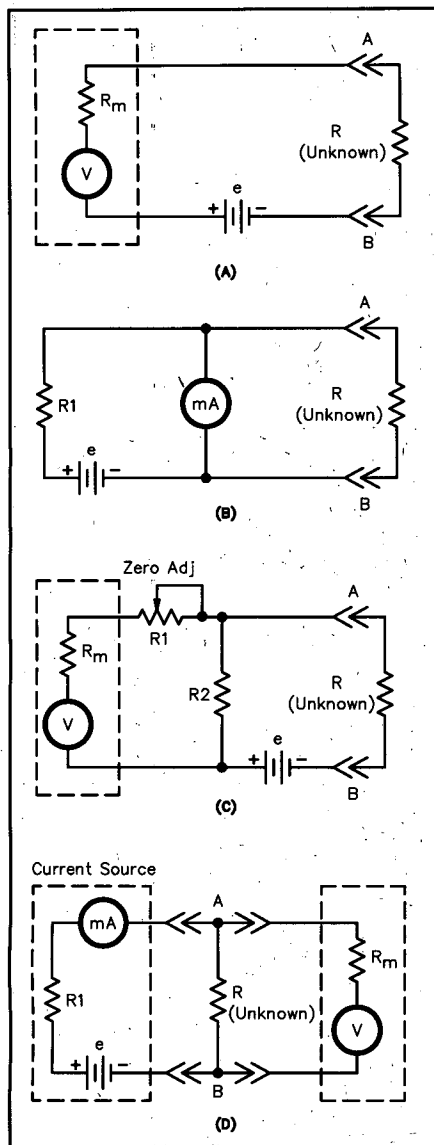 A
Rm
R
(Unknown)
V
e
+ −
B
(A)
A
R1
mA
R
(Unknown)
e
+ −
B
(B)
Zero Adj
A
R1
Rm
R2
R
(Unknown)
V
e
+ −
B
(C)
Current Source
mA
A
Rm
R1
R
(Unknown)
V
e
+ −
B
(D)